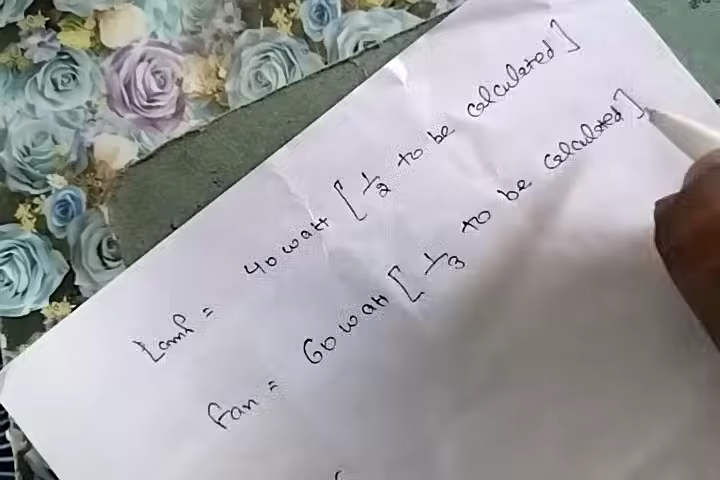 Lamp = 40 watt [ 1/2 to be calculated ]
Fan = 60 watt [ 1/3 to be calculated ]